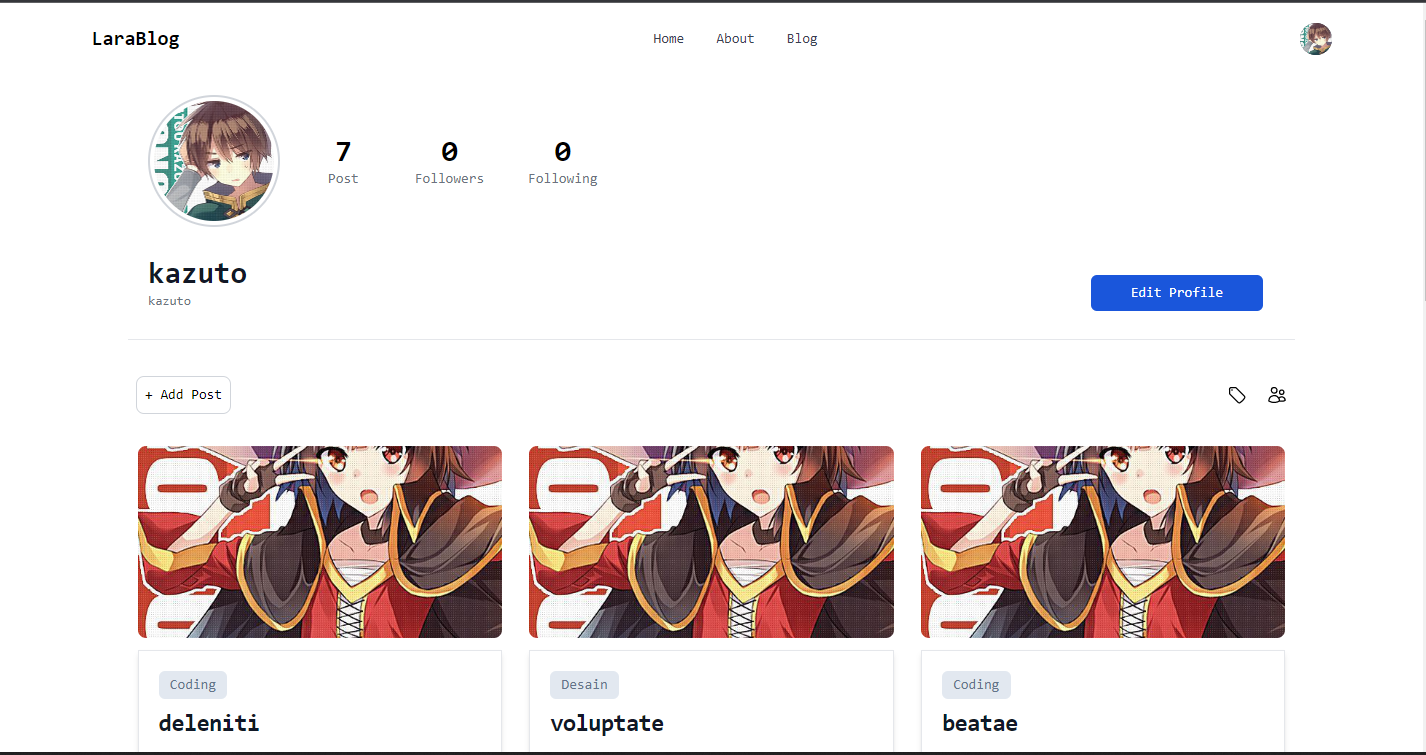 LaraBlog
Home About Blog
7 0 0
Post Followers Following
kazuto
kazuto
Edit Profile
+ Add Post
Coding Desain Coding
deleniti voluptate beatae